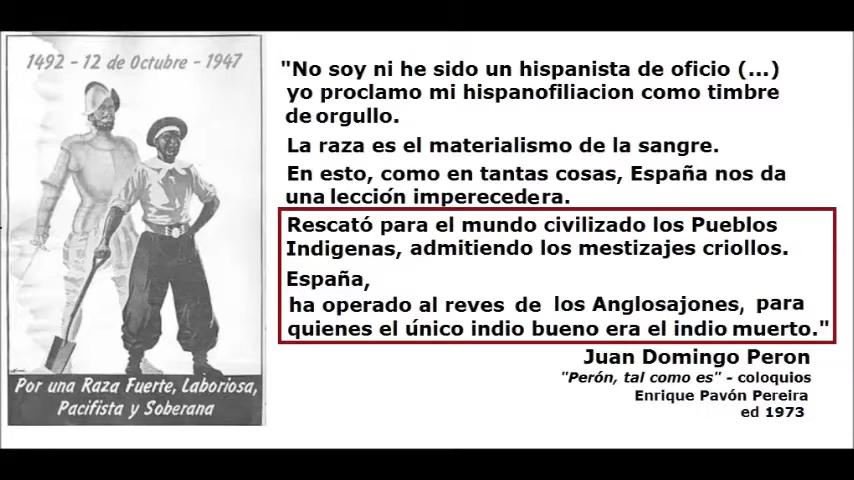 1492 - 12 de Octubre - 1947
Por una Raza Fuerte, Laboriosa,
Pacifista y Soberana
"No soy ni he sido un hispanista de oficio (...)
yo proclamo mi hispanofiliacion como timbre
de orgullo.
La raza es el materialismo de la sangre.
En esto, como en tantas cosas, España nos da
una lección imperecedera.
Rescató para el mundo civilizado los Pueblos
Indigenas, admitiendo los mestizajes criollos.
España,
ha operado al reves de los Anglosajones, para
quienes el único indio bueno era el indio muerto."
Juan Domingo Peron
"Perón, tal como es" - coloquios
Enrique Pavón Pereira
ed 1973